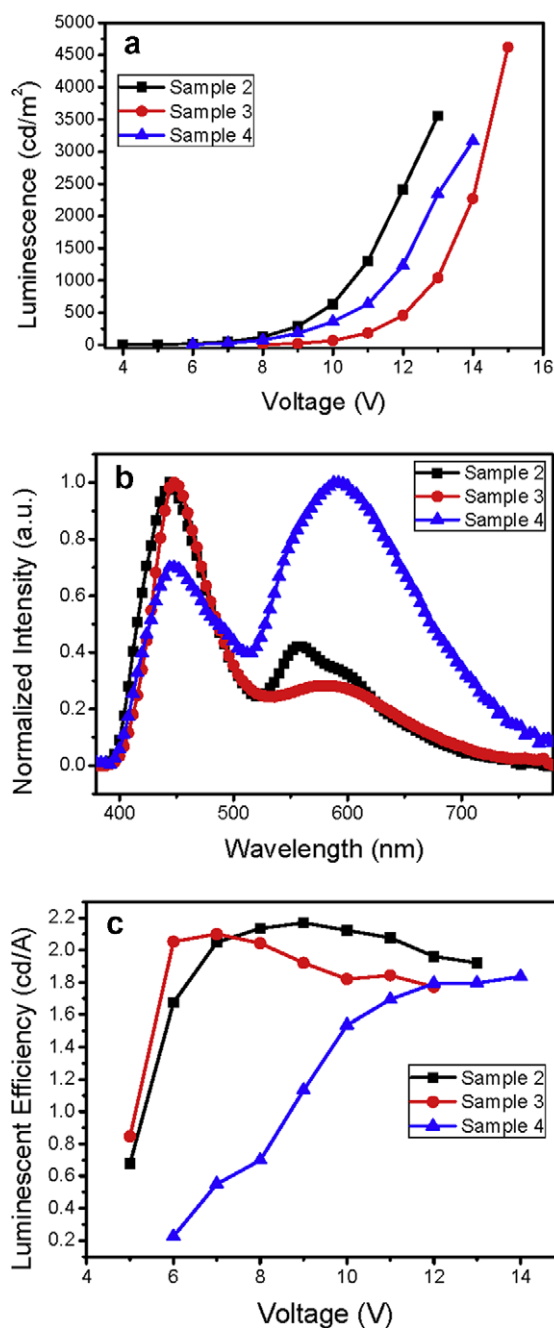 a
5000
4500
4000
3500
3000
2500
2000
1500
1000
500
0
Luminescence (cd/m²)
Sample 2
Sample 3
Sample 4
4 6 8 10 12 14 16
Voltage (V)
b
1.0
0.8
0.6
0.4
0.2
0.0
Normalized Intensity (a.u.)
Sample 2
Sample 3
Sample 4
400 500 600 700
Wavelength (nm)
c
2.2
2.0
1.8
1.6
1.4
1.2
1.0
0.8
0.6
0.4
0.2
Luminescent Efficiency (cd/A)
Sample 2
Sample 3
Sample 4
4 6 8 10 12 14
Voltage (V)